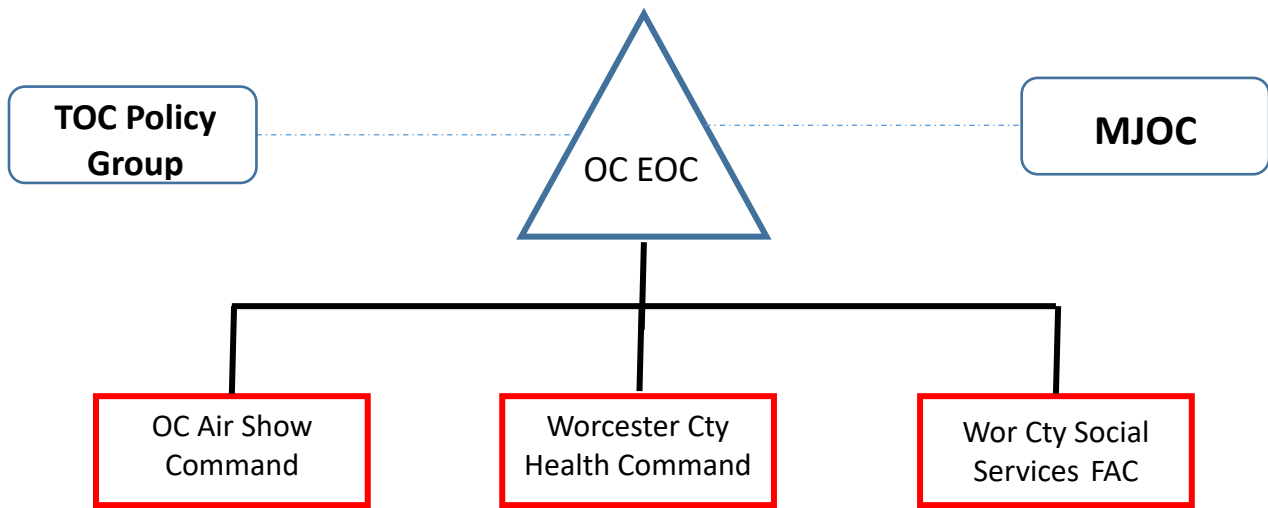 TOC Policy
Group
OC EOC
MJOC
OC Air Show
Command
Worcester Cty
Health Command
Wor Cty Social
Services FAC